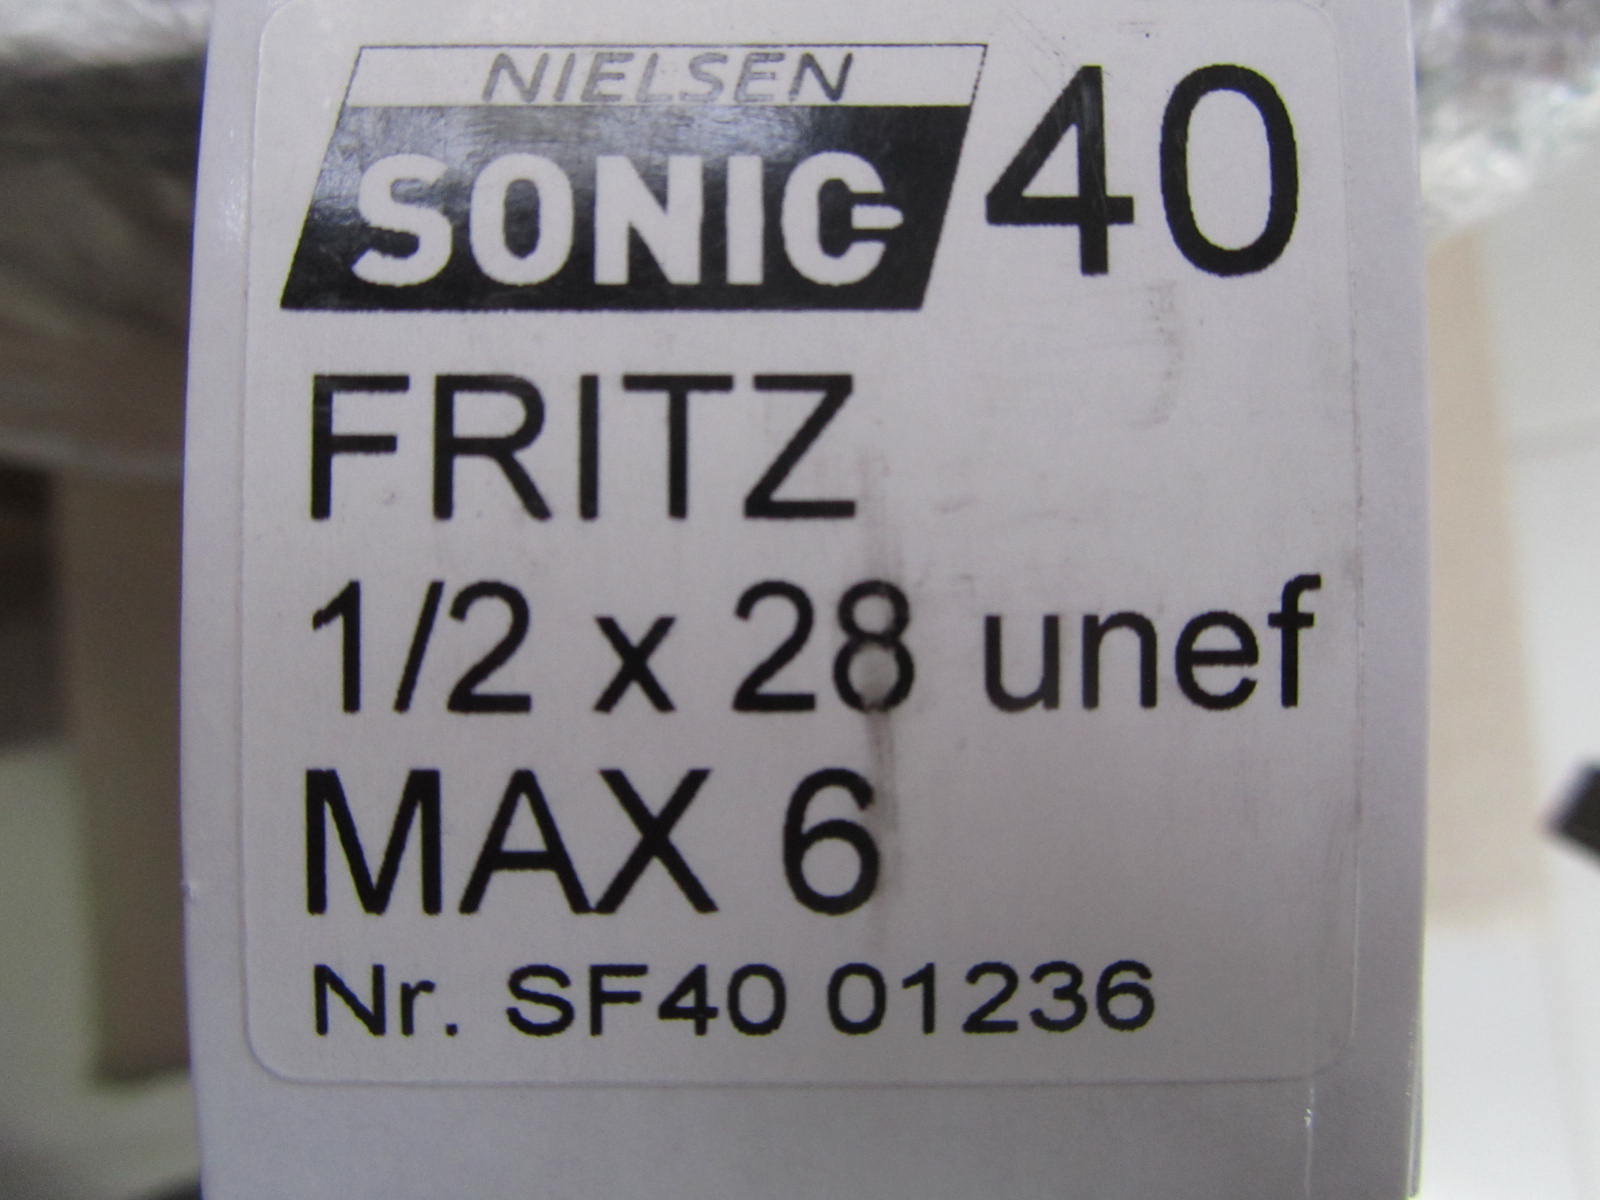 NIELSEN
SONIC 40
FRITZ
1/2 x 28 unef
MAX 6
Nr. SF40 01236